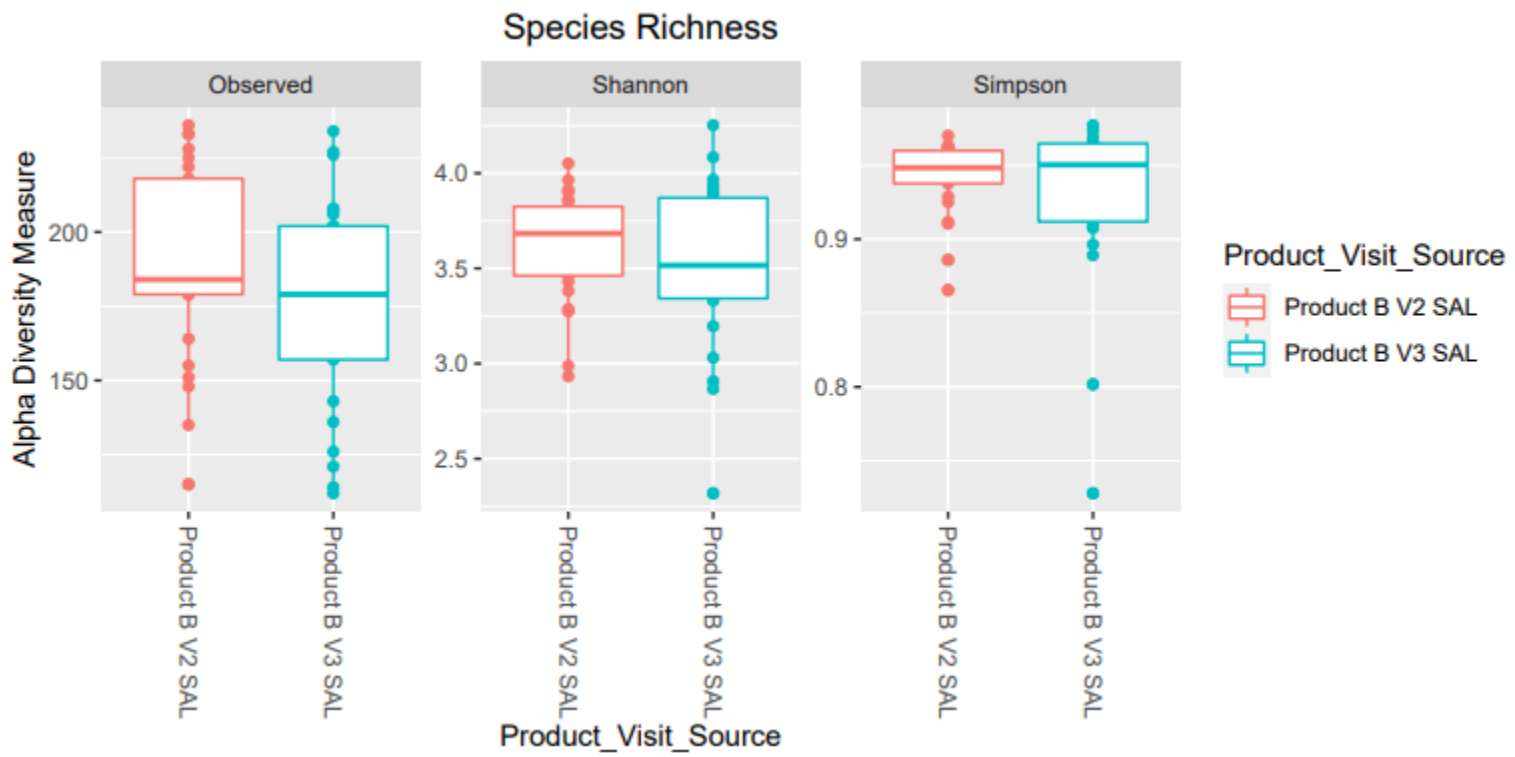 Species Richness
Observed
Shannon
Simpson
Alpha Diversity Measure
200
150
4.0
3.5
3.0
2.5
0.9
0.8
Product B V2 SAL
Product B V3 SAL
Product B V2 SAL
Product B V3 SAL
Product B V2 SAL
Product B V3 SAL
Product_Visit_Source
Product_Visit_Source
Product B V2 SAL
Product B V3 SAL